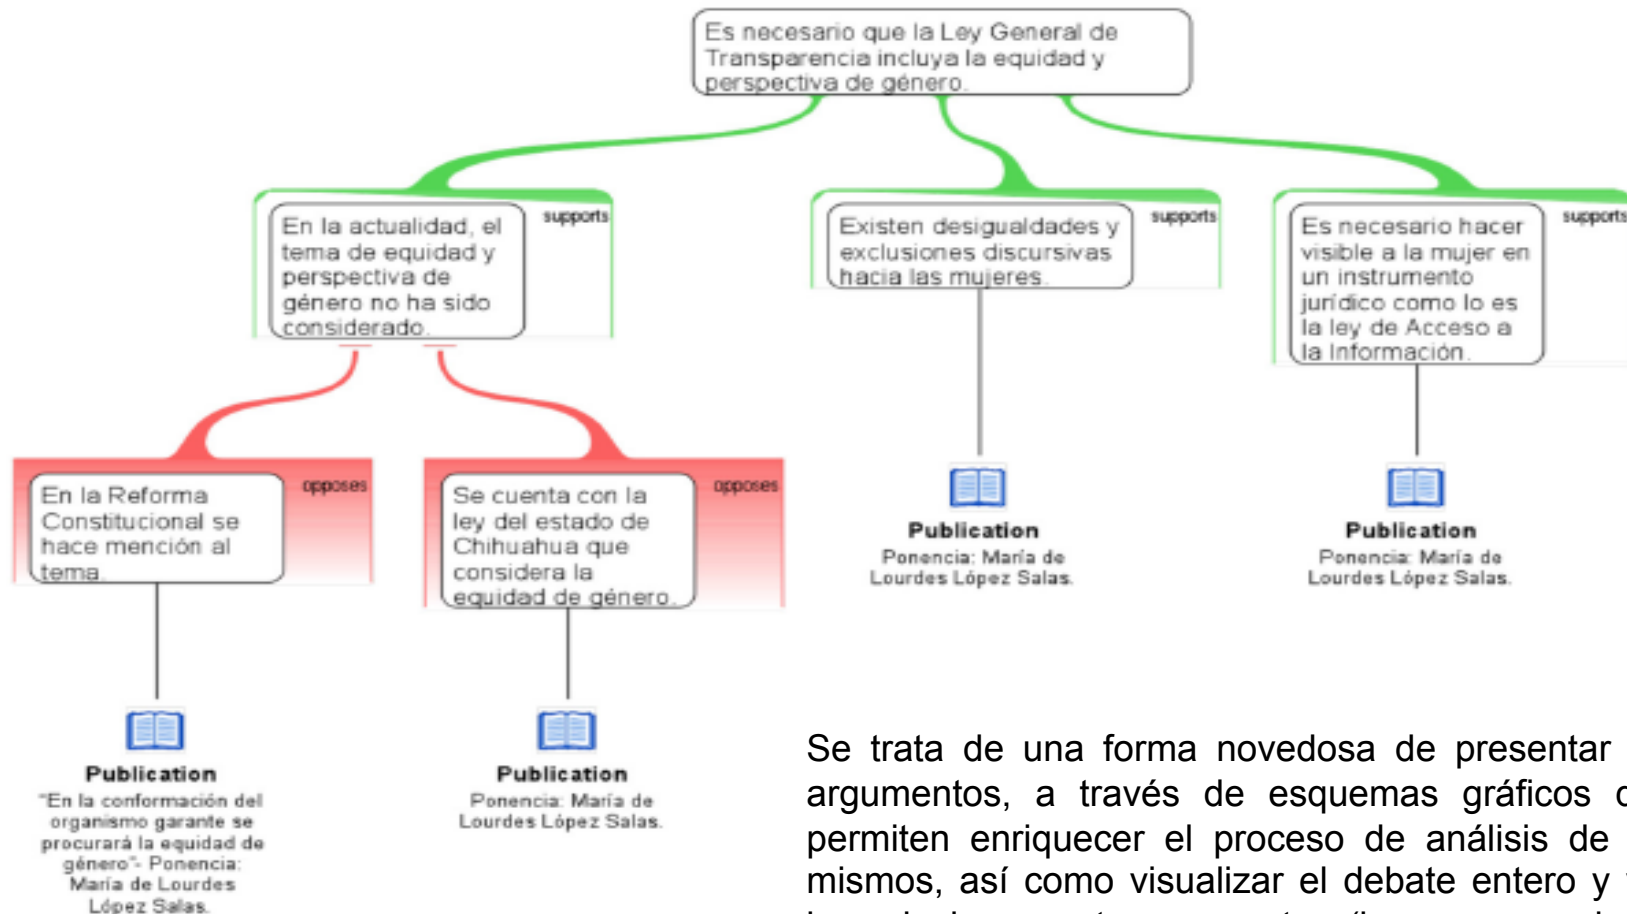 Es necesario que la Ley General de
Transparencia incluya la equidad y
perspectiva de género.
supports
En la actualidad, el
tema de equidad y
perspectiva de
género no ha sido
considerado.
supports
Existen desigualdades y
exclusiones discursivas
hacia las mujeres.
supports
Es necesario hacer
visible a la mujer en
un instrumento
jurídico como lo es
la ley de Acceso a
la Información.
opposes
En la Reforma
Constitucional se
hace mención al
tema.
opposes
Se cuenta con la
ley del estado de
Chihuahua que
considera la
equidad de género.
Publication
Ponencia: María de
Lourdes López Salas.
Publication
Ponencia: María de
Lourdes López Salas.
Publication
"En la conformación del
organismo garante se
procurará la equidad de
género"- Ponencia:
María de Lourdes
López Salas.
Publication
Ponencia: María de
Lourdes López Salas.
Se trata de una forma novedosa de presentar
argumentos, a través de esquemas gráficos
permiten enriquecer el proceso de análisis de
mismos, así como visualizar el debate entero y